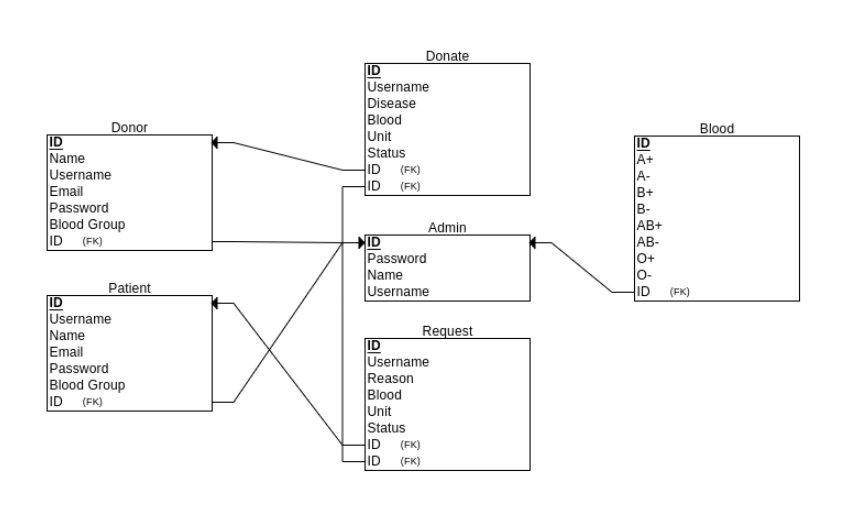 Donor
ID
Name
Username
Email
Password
Blood Group
ID (FK)
Patient
ID
Username
Name
Email
Password
Blood Group
ID (FK)
Donate
ID
Username
Disease
Blood
Unit
Status
ID (FK)
ID (FK)
Admin
ID
Password
Name
Username
Request
ID
Username
Reason
Blood
Unit
Status
ID (FK)
ID (FK)
Blood
ID
A+
A-
B+
B-
AB+
AB-
O+
O-
ID (FK)